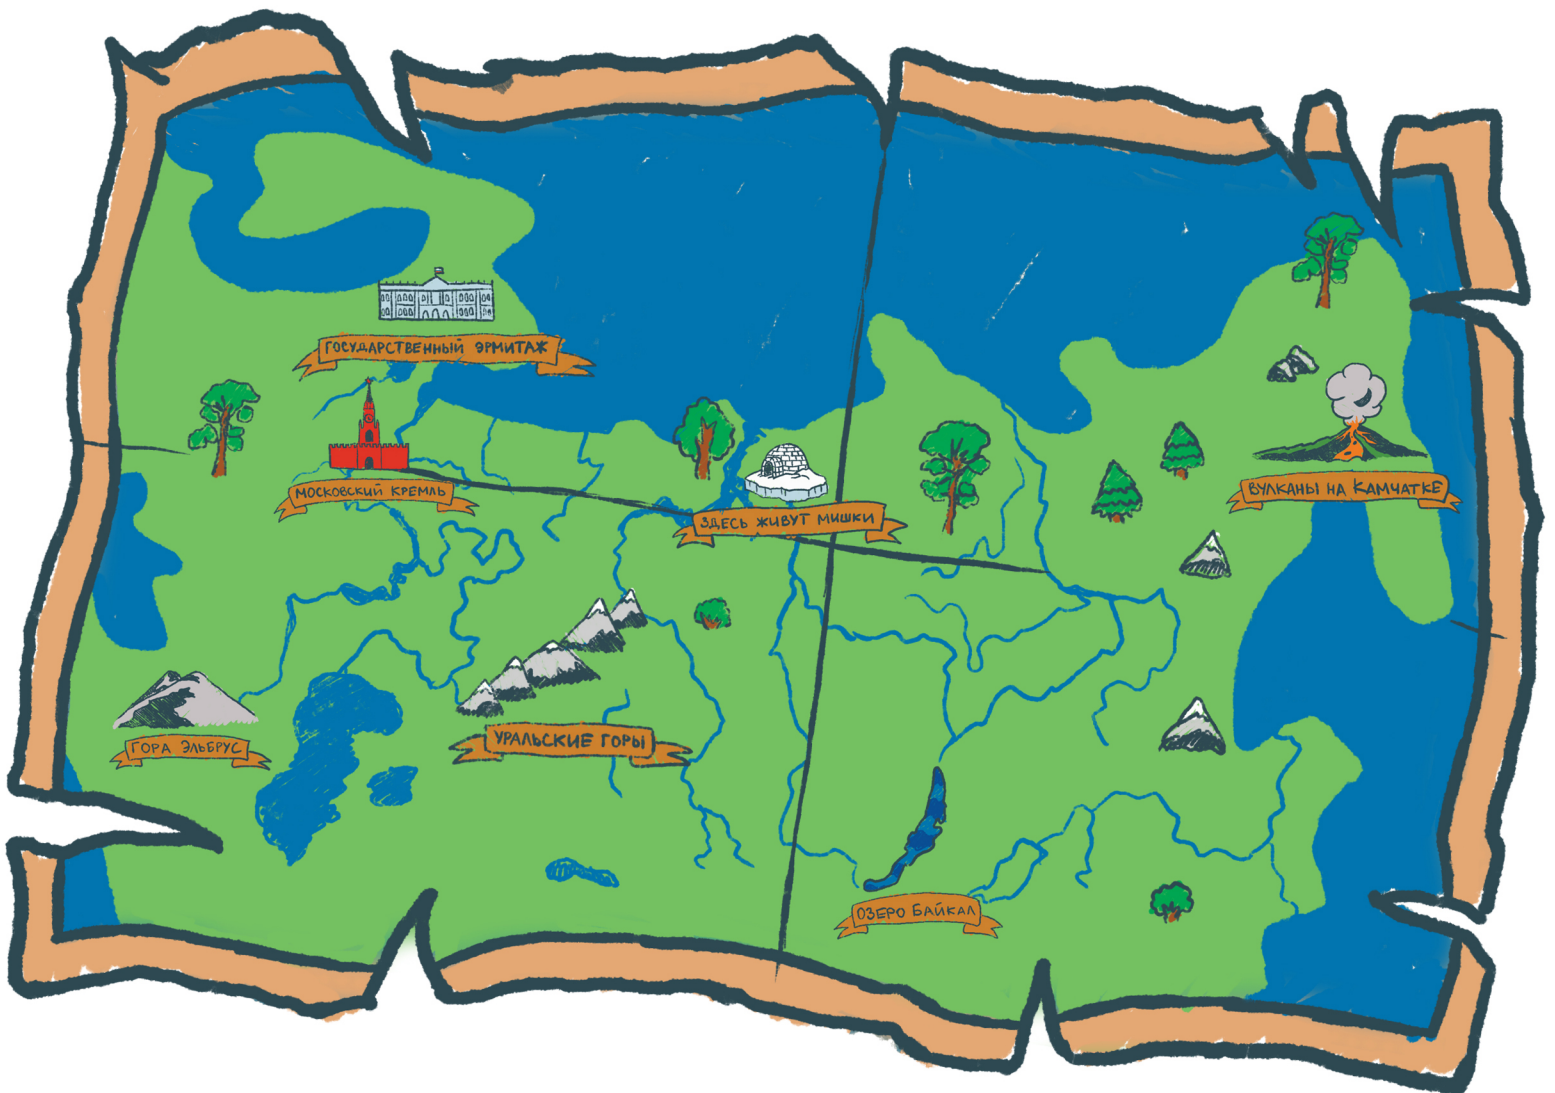 ГОСУДАРСТВЕННЫЙ ЭРМИТАЖ
МОСКОВСКИЙ КРЕМЛЬ
ЗДЕСЬ ЖИВУТ МИШКИ
ВУЛКАНЫ НА КАМЧАТКЕ
ГОРА ЭЛЬБРУС
УРАЛЬСКИЕ ГОРЫ
ОЗЕРО БАЙКАЛ